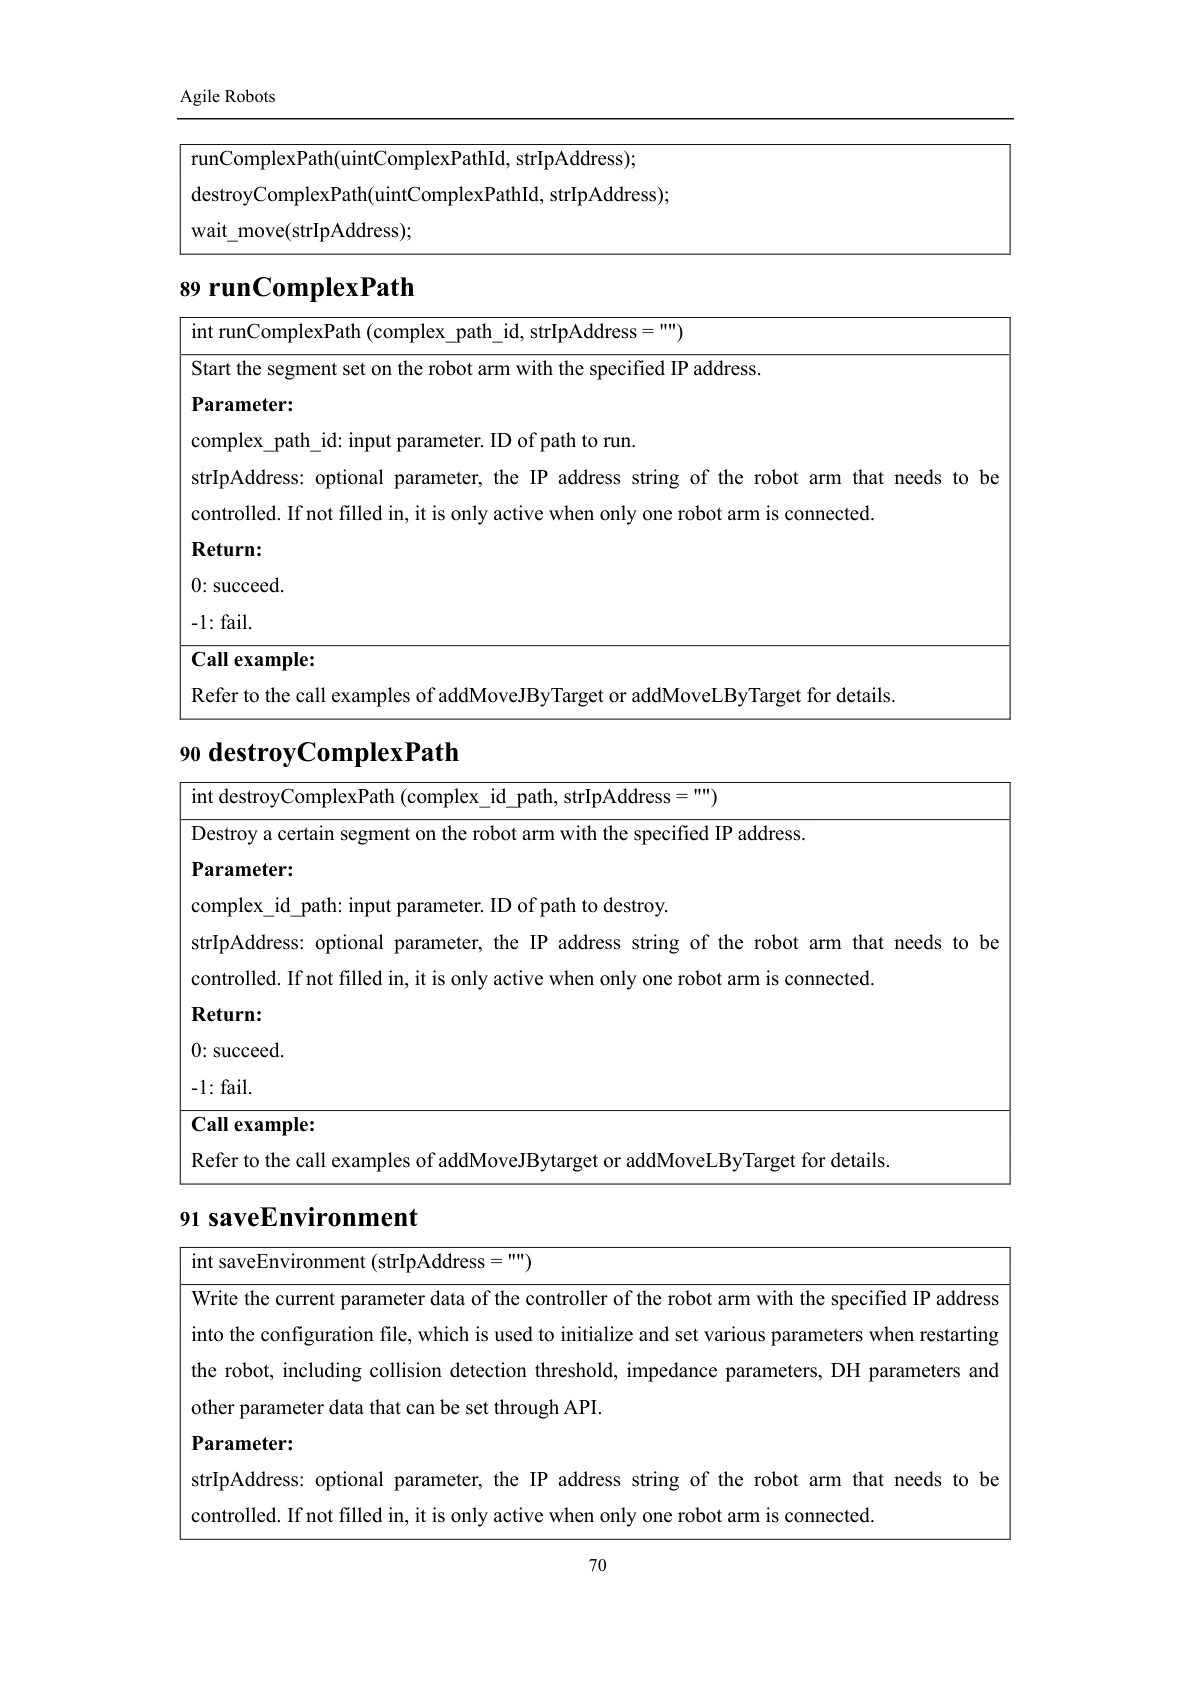 Agile Robots
runComplexPath(uintComplexPathId, strIpAddress);
destroyComplexPath(uintComplexPathId, strIpAddress);
wait_move(strIpAddress);
89 runComplexPath
int runComplexPath (complex_path_id, strIpAddress = "")
Start the segment set on the robot arm with the specified IP address.
Parameter:
complex_path_id: input parameter. ID of path to run.
strIpAddress: optional parameter, the IP address string of the robot arm that needs to be
controlled. If not filled in, it is only active when only one robot arm is connected.
Return:
0: succeed.
-1: fail.
Call example:
Refer to the call examples of addMoveJByTarget or addMoveLByTarget for details.
90 destroyComplexPath
int destroyComplexPath (complex_id_path, strIpAddress = "")
Destroy a certain segment on the robot arm with the specified IP address.
Parameter:
complex_id_path: input parameter. ID of path to destroy.
strIpAddress: optional parameter, the IP address string of the robot arm that needs to be
controlled. If not filled in, it is only active when only one robot arm is connected.
Return:
0: succeed.
-1: fail.
Call example:
Refer to the call examples of addMoveJBytarget or addMoveLByTarget for details.
91 saveEnvironment
int saveEnvironment (strIpAddress = "")
Write the current parameter data of the controller of the robot arm with the specified IP address
into the configuration file, which is used to initialize and set various parameters when restarting
the robot, including collision detection threshold, impedance parameters, DH parameters and
other parameter data that can be set through API.
Parameter:
strIpAddress: optional parameter, the IP address string of the robot arm that needs to be
controlled. If not filled in, it is only active when only one robot arm is connected.
70